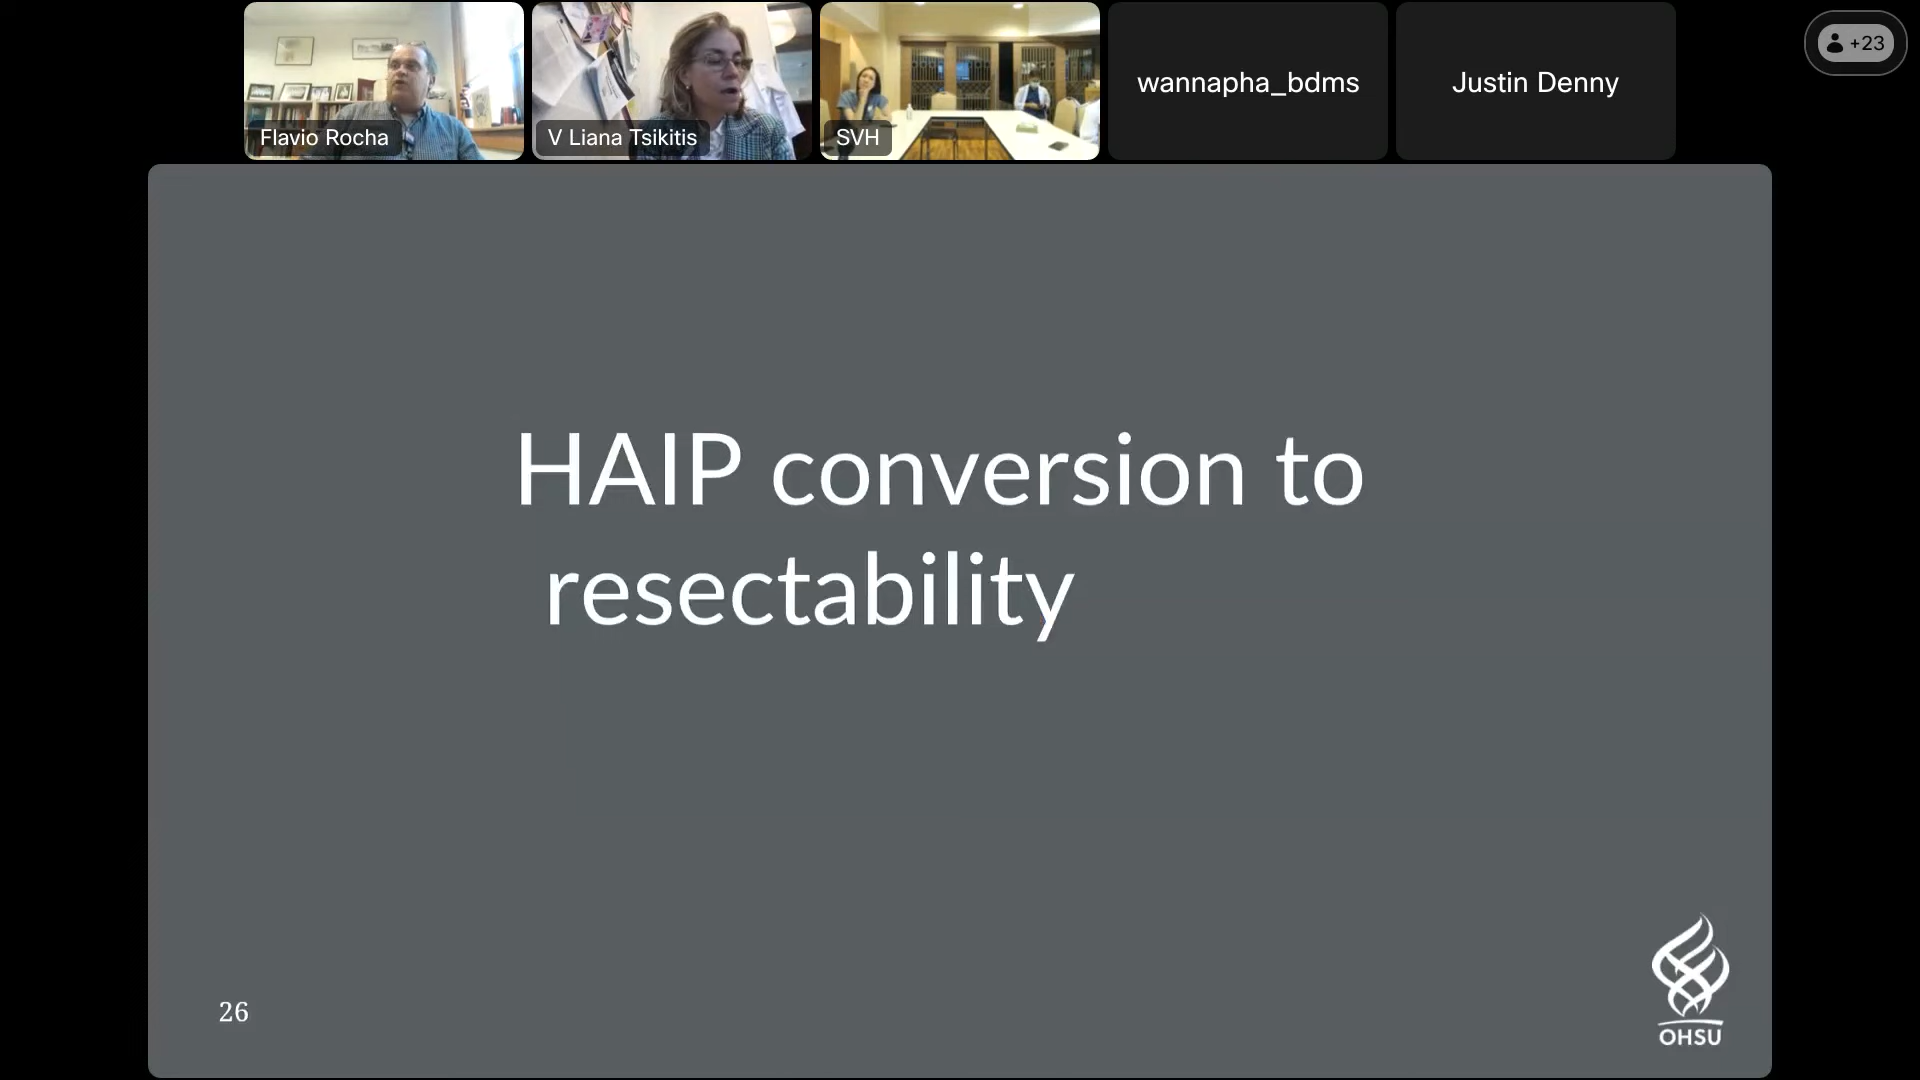 Flavio Rocha
V Liana Tsikitis
SVH
wannapha_bdms
Justin Denny
+23
HAIP conversion to
resectability
26
OHSU